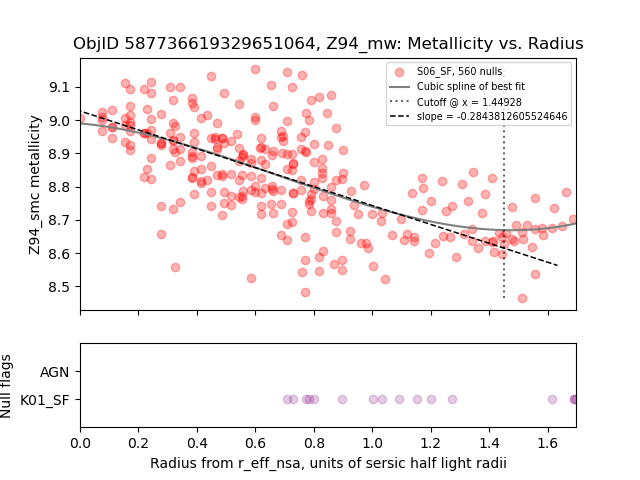 ObjID 587736619329651064, Z94_mw: Metallicity vs. Radius
S06_SF, 560 nulls
Cubic spline of best fit
Cutoff @ x = 1.44928
slope = -0.2843812605524646
Z94_smc metallicity
9.1
9.0
8.9
8.8
8.7
8.6
8.5
Null flags
AGN
K01_SF
0.0 0.2 0.4 0.6 0.8 1.0 1.2 1.4 1.6
Radius from r_eff_nsa, units of sersic half light radii